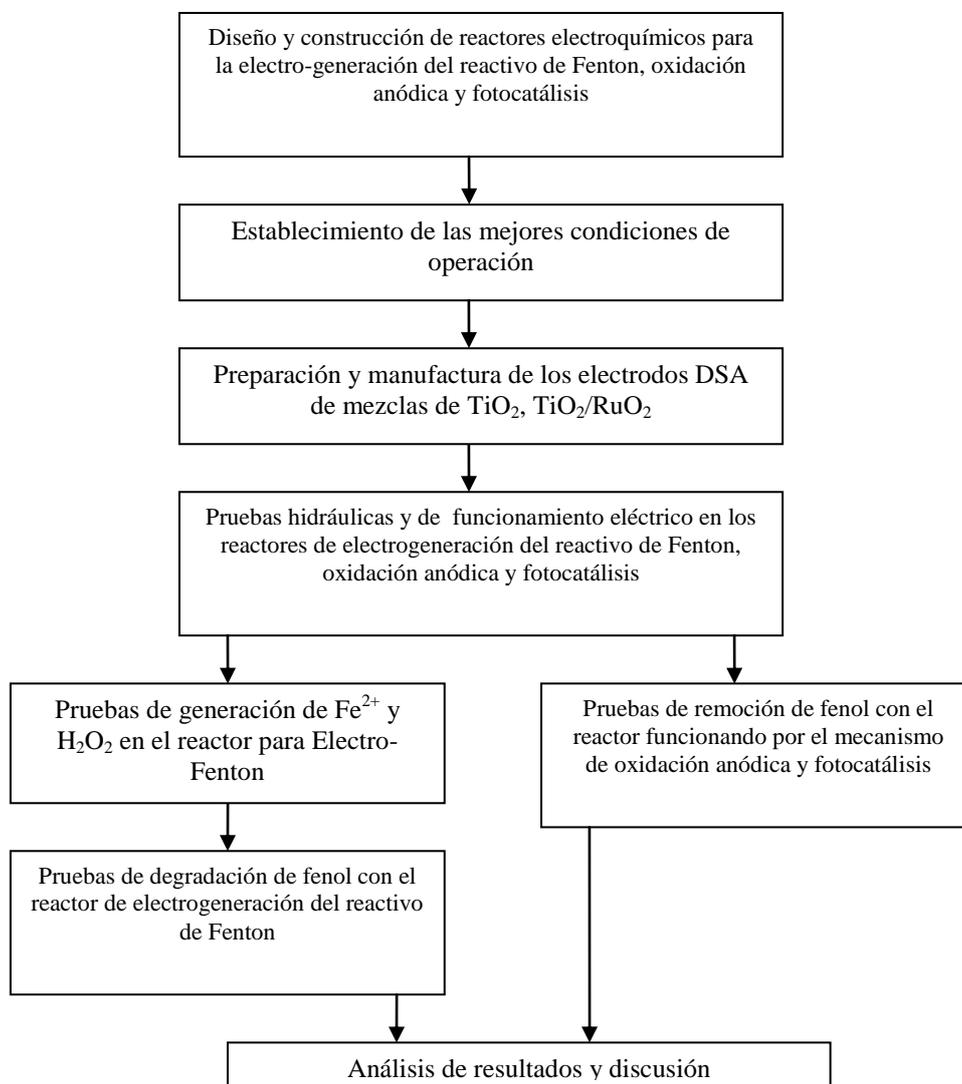 Diseño y construcción de reactores electroquímicos para
la electro-generación del reactivo de Fenton, oxidación
anódica y fotocatálisis
Establecimiento de las mejores condiciones de
operación
Preparación y manufactura de los electrodos DSA
de mezclas de TiO₂, TiO₂/RuO₂
Pruebas hidráulicas y de funcionamiento eléctrico en los
reactores de electrogeneración del reactivo de Fenton,
oxidación anódica y fotocatálisis
Pruebas de generación de Fe²⁺ y
H₂O₂ en el reactor para Electro-
Fenton
Pruebas de remoción de fenol con el
reactor funcionando por el mecanismo
de oxidación anódica y fotocatálisis
Pruebas de degradación de fenol con el
reactor de electrogeneración del reactivo
de Fenton
Análisis de resultados y discusión